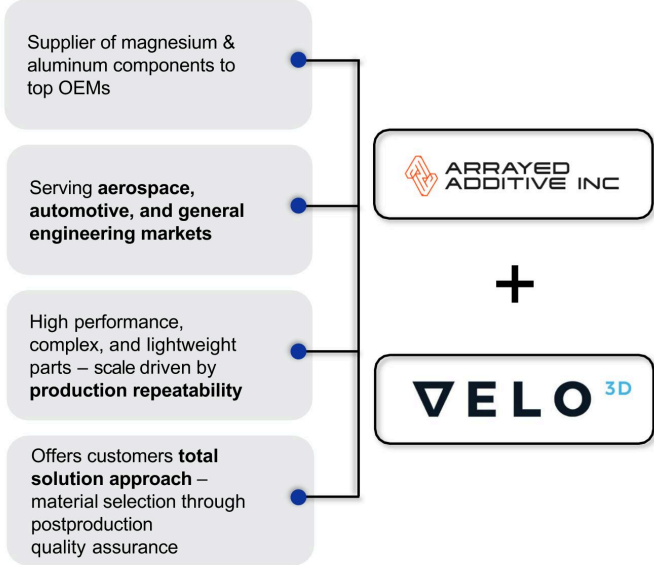 Supplier of magnesium &
aluminum components to
top OEMs
Serving aerospace,
automotive, and general
engineering markets
High performance,
complex, and lightweight
parts – scale driven by
production repeatability
Offers customers total
solution approach –
material selection through
postproduction
quality assurance
ARRAYED
ADDITIVE INC
+
VELO 3D